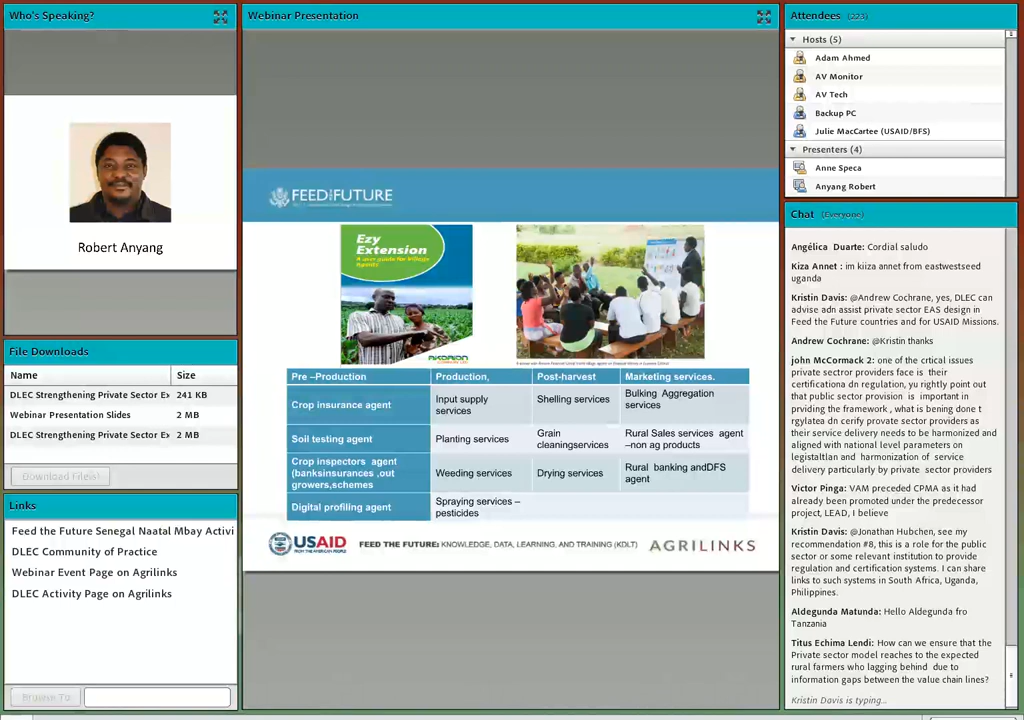 Who's Speaking?
Robert Anyang
File Downloads
Name Size
DLEC Strengthening Private Sector E› 241 KB
Webinar Presentation Slides 2 MB
DLEC Strengthening Private Sector E› 2 MB
Download File(s)
Links
Feed the Future Senegal Naatal Mbay Activi
DLEC Community of Practice
Webinar Event Page on Agrilinks
DLEC Activity Page on Agrilinks
Browse To
Webinar Presentation
FEED THE FUTURE
Ezy
Extension
A user guide for Village
Agents
AKORION
Pre –Production Production, Post-harvest Marketing services.
Crop insurance agent Input supply services Shelling services Bulking Aggregation services
Soil testing agent Planting services Grain cleaningservices Rural Sales services agent –non ag products
Crop inspectors agent (banksinsurances ,out growers,schemes Weeding services Drying services Rural banking andDFS agent
Digital profiling agent Spraying services – pesticides
USAID
FROM THE AMERICAN PEOPLE
FEED THE FUTURE: KNOWLEDGE, DATA, LEARNING, AND TRAINING (KDLT)
AGRILINKS
Attendees (223)
Hosts (5)
Adam Ahmed
AV Monitor
AV Tech
Backup PC
Julie MacCartee (USAID/BFS)
Presenters (4)
Anne Speca
Anyang Robert
Chat (Everyone)
Angélica Duarte: Cordial saludo
Kiza Annet : im kiiza annet from eastwestseed
uganda
Kristin Davis: @Andrew Cochrane, yes, DLEC can
advise adn assist private sector EAS design in
Feed the Future countries and for USAID Missions.
Andrew Cochrane: @Kristin thanks
john McCormack 2: one of the crtical issues
private sectror providers face is their
certificationa dn regulation, yu rightly point out
that public sector provision is important in
prividing the framework , what is bening done t
rgylatea dn cerify private sector providers as
their service delivery needs to be harmonized and
aligned with national level parameters on
legistaltlan and harmonization of service
delivery particularly by private sector providers
Victor Pinga: VAM preceded CPMA as it had
already been promoted under the predecessor
project, LEAD, I believe
Kristin Davis: @Jonathan Hubchen, see my
recommendation #8, this is a role for the public
sector or some relevant institution to provide
regulation and certification systems. I can share
links to such systems in South Africa, Uganda,
Philippines.
Aldegunda Matunda: Hello Aldegunda fro
Tanzania
Titus Echima Lendi: How can we ensure that the
Private sector model reaches to the expected
rural farmers who lagging behind due to
information gaps between the value chain lines?
Kristin Davis is typing...